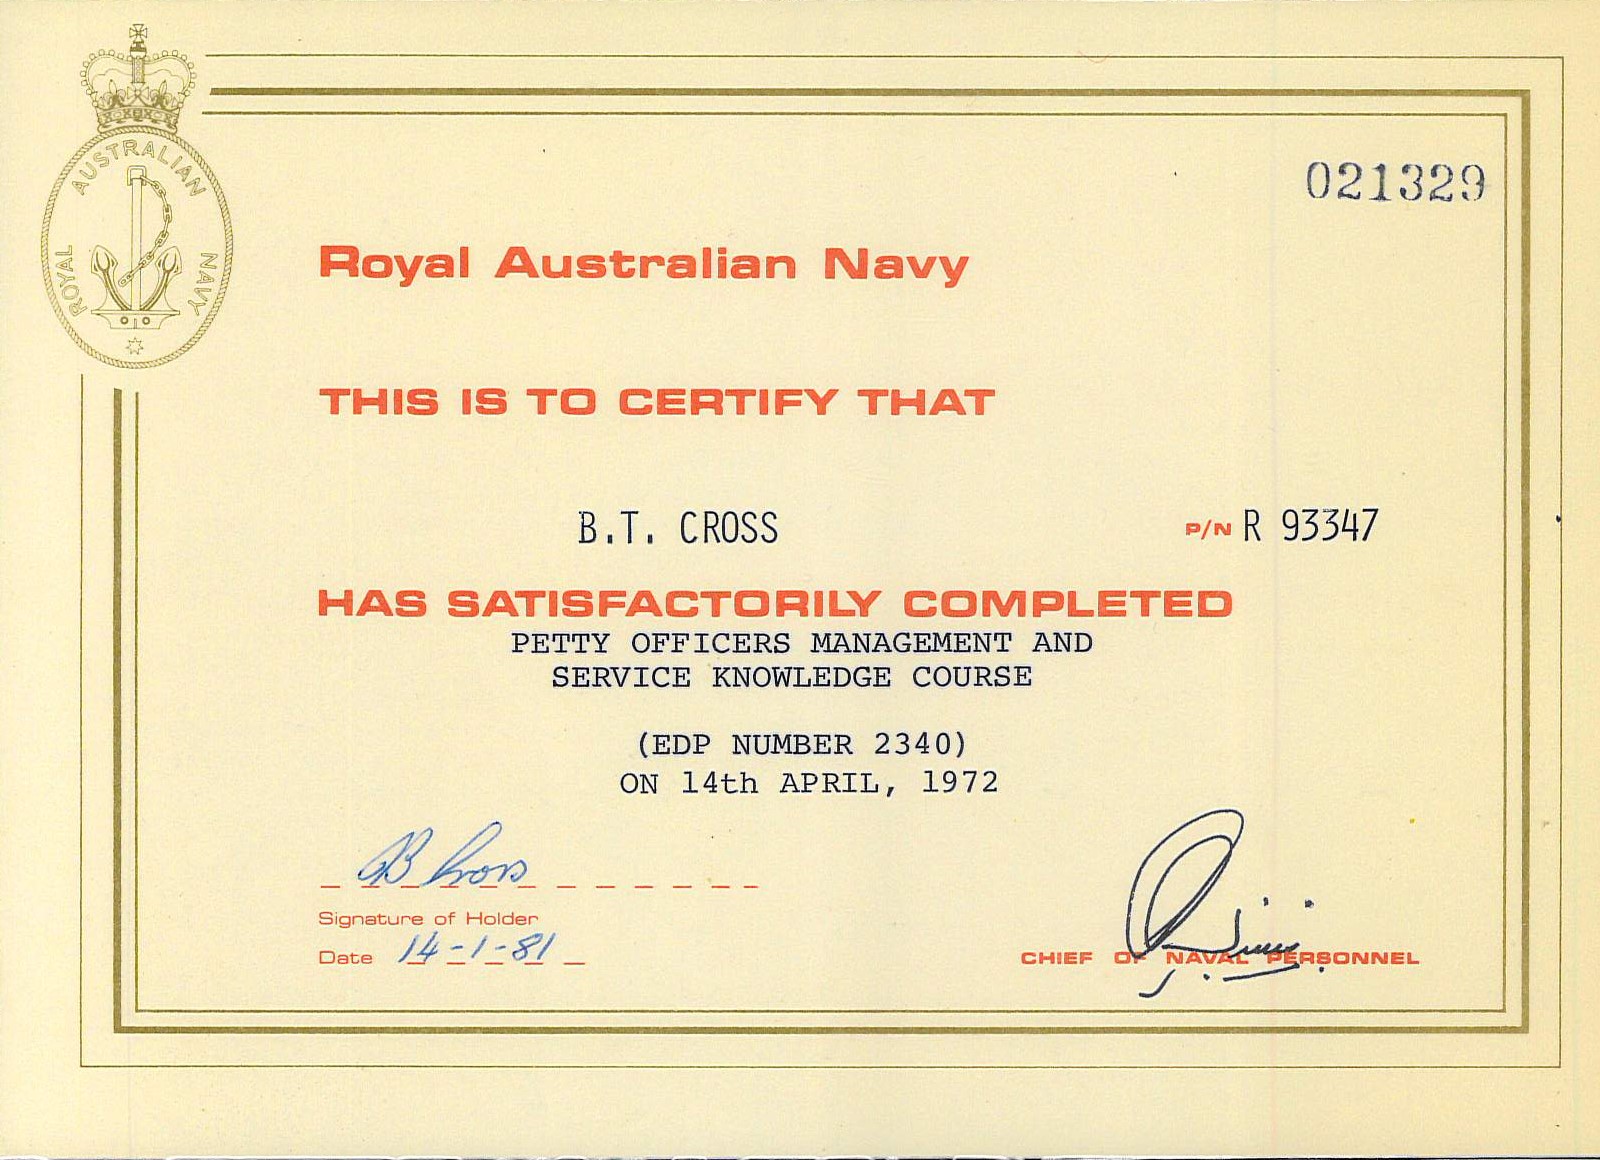 ROYAL AUSTRALIAN NAVY
021329
Royal Australian Navy
THIS IS TO CERTIFY THAT
B.T. CROSS P/N R 93347
HAS SATISFACTORILY COMPLETED
PETTY OFFICERS MANAGEMENT AND
SERVICE KNOWLEDGE COURSE
(EDP NUMBER 2340)
ON 14th APRIL, 1972
B Cross
Signature of Holder
Date 14-1-81
CHIEF OF NAVAL PERSONNEL